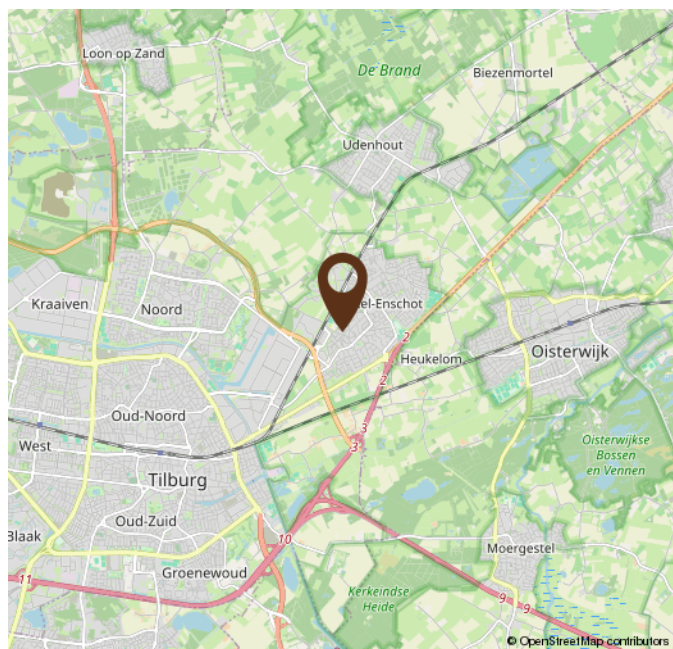 Loon op Zand
De Brand
Biezenmortel
Udenhout
Kraaiven
Noord
el-Enschot
2
Heukelom
Oisterwijk
2
Oud-Noord
3
3
West
Oisterwijkse
Bossen
en Vennen
Tilburg
Oud-Zuid
Blaak
10
Moergestel
Groenewoud
11
Kerkeindse
Heide
9
9
© OpenStreetMap contributors